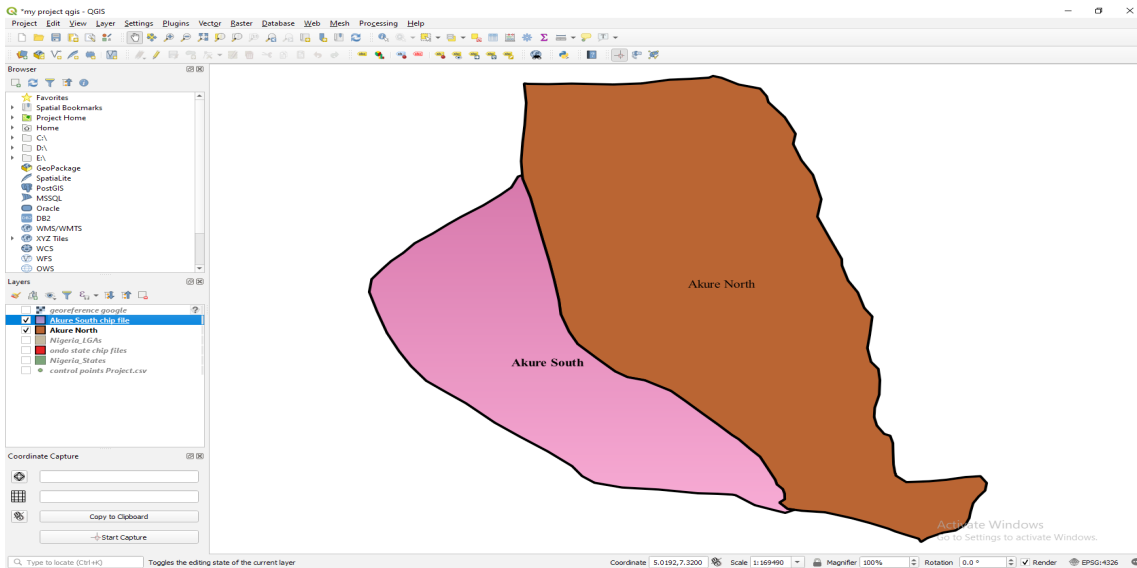 *my project qgis - QGIS
Project Edit View Layer Settings Plugins Vector Raster Database Web Mesh Processing Help
Browser
Favorites
Spatial Bookmarks
Project Home
Home
C:\
D:\
E:\
GeoPackage
SpatiaLite
PostGIS
MSSQL
Oracle
DB2
WMS/WMTS
XYZ Tiles
WCS
WFS
OWS
Layers
georeference google ?
Akure South chip file
Akure North
Nigeria_LGAs
ondo state chip files
Nigeria_States
control points Project.csv
Coordinate Capture
Copy to Clipboard
Start Capture
Akure North
Akure South
Activate Windows
Go to Settings to activate Windows.
Type to locate (Ctrl+K) Toggles the editing state of the current layer Coordinate 5.0192,7.3200 Scale 1:169490 Magnifier 100% Rotation 0.0 ° Render EPSG:4326